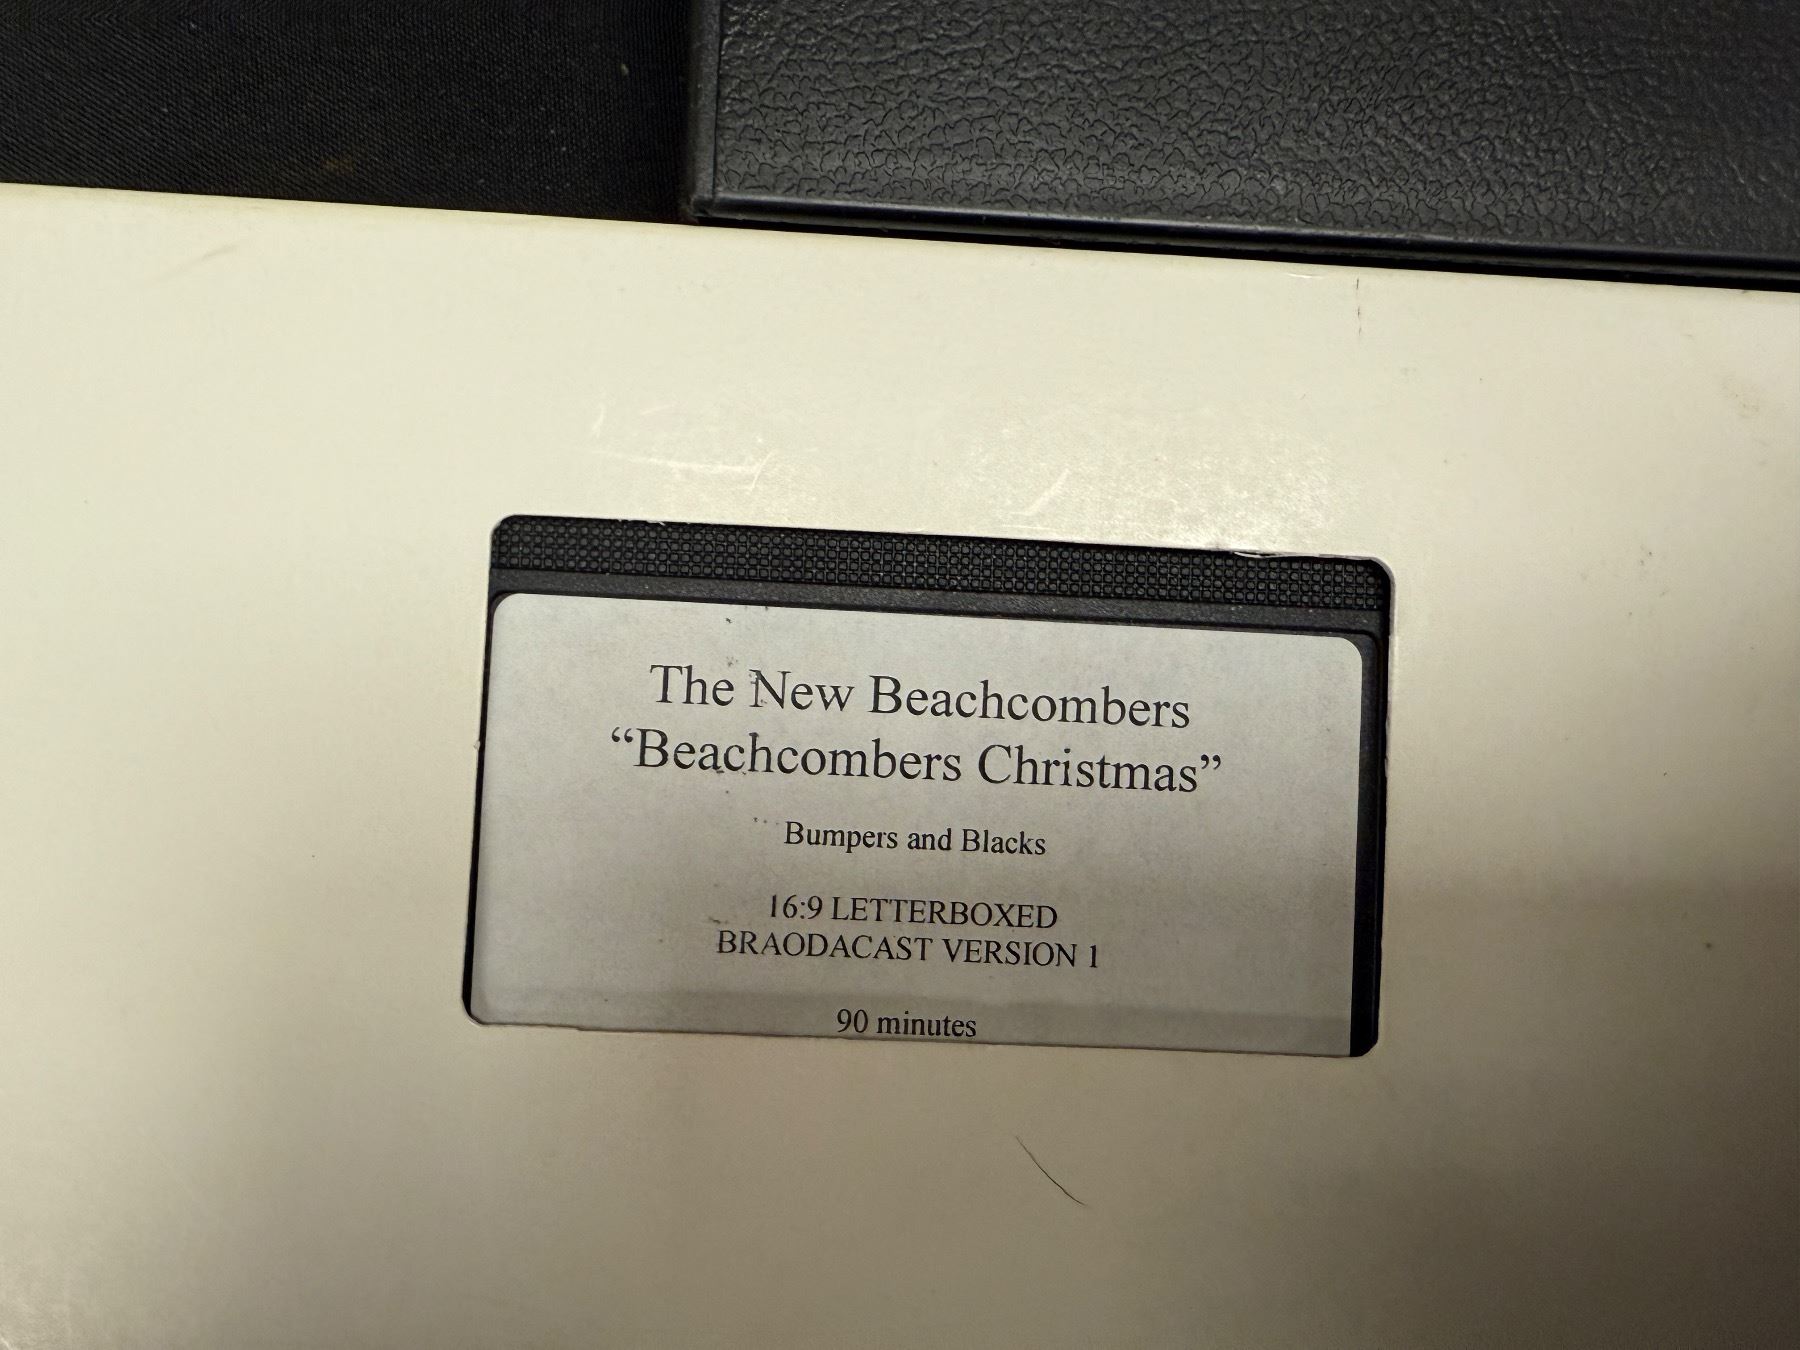 The New Beachcombers
“Beachcombers Christmas”
Bumpers and Blacks
16:9 LETTERBOXED
BRAODACAST VERSION 1
90 minutes